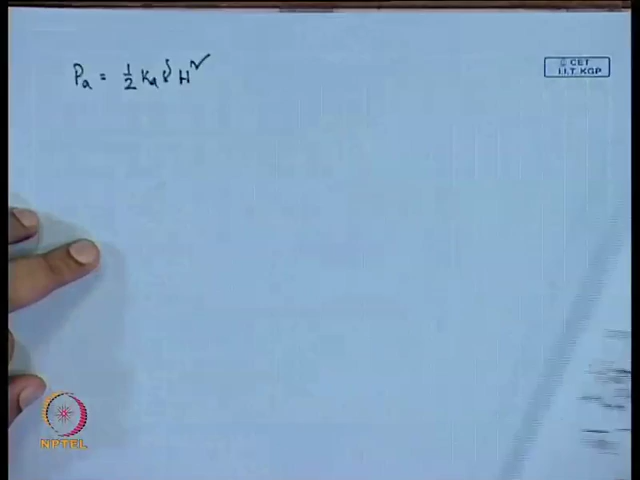 Pa = 1/2 Ka γ H²
© CET
I.I.T. KGP
NPTEL